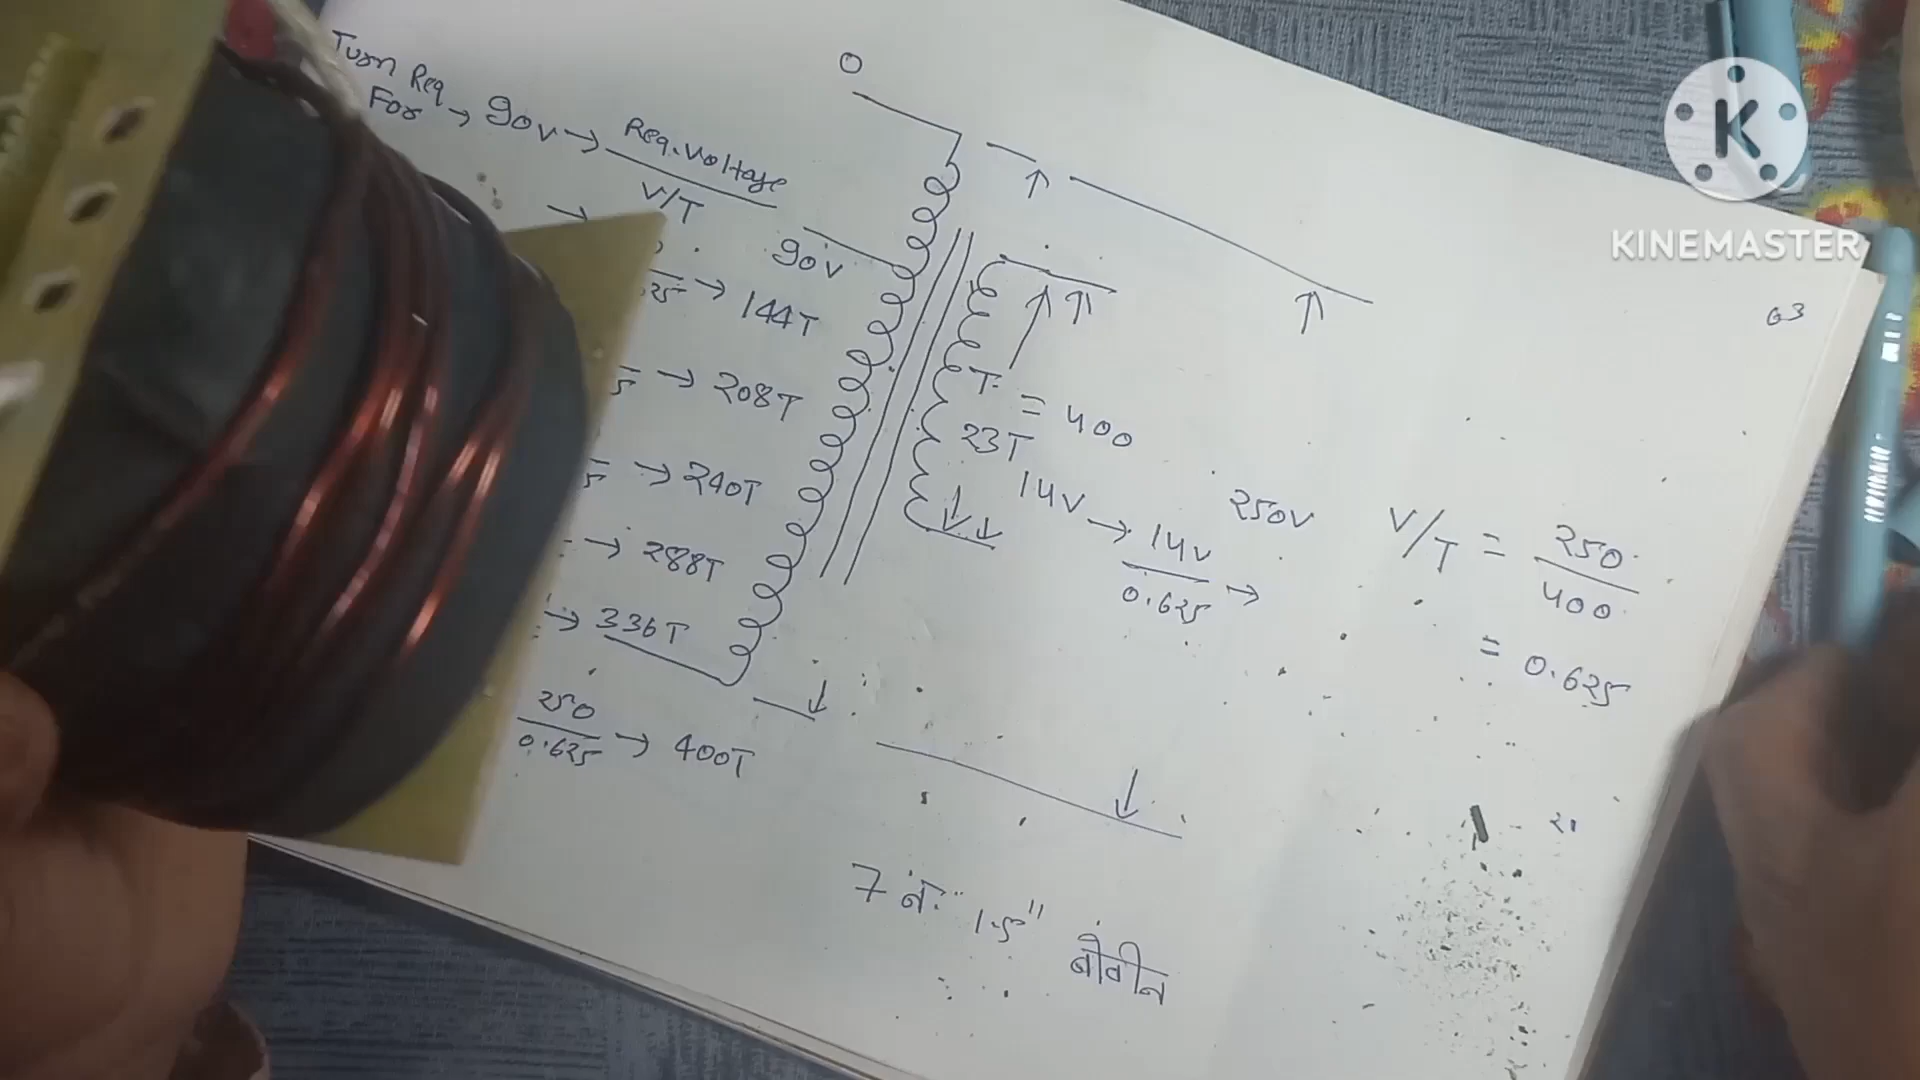 Turn Req
For → 90v → Req. Voltage
V/T
→ 144T
→ 208T
→ 240T
→ 288T
→ 336T
250
0.625 → 400T
0
90v
T = 400
23T
14v → 14v
0.625 →
250v
V/T = 250
400
= 0.625
63
7 नं. 1.5" बौवीन
KINEMASTER